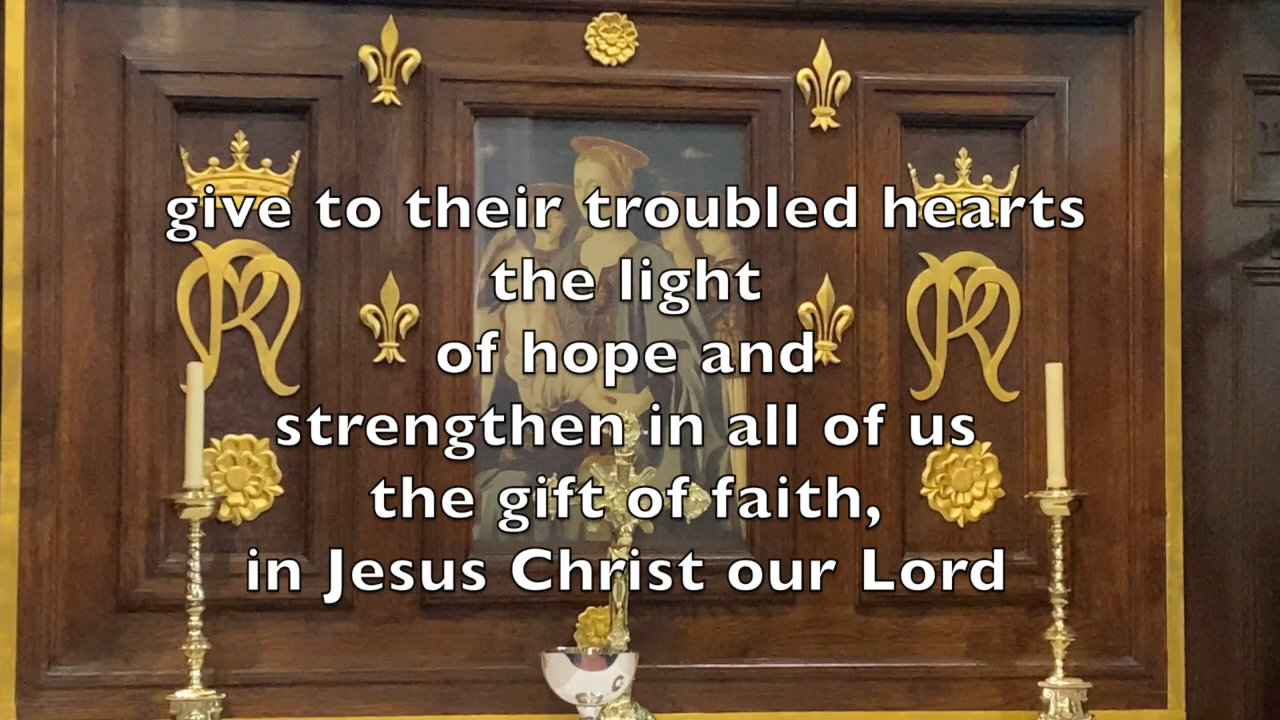 give to their troubled hearts
the light
of hope and
strengthen in all of us
the gift of faith,
in Jesus Christ our Lord